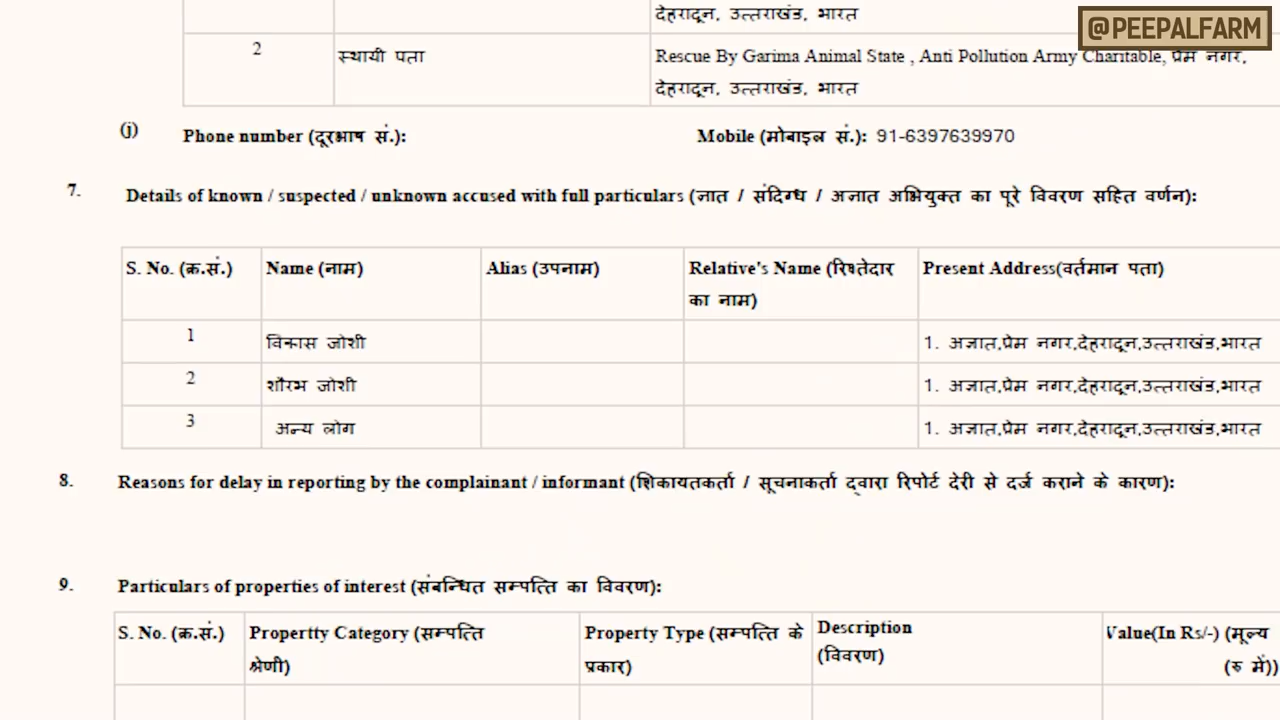 देहरादून, उत्तराखंड, भारत
@PEEPALFARM
2 स्थायी पता Rescue By Garima Animal State , Anti Pollution Army Charitable, प्रेम नगर,
देहरादून, उत्तराखंड, भारत
(j) Phone number (दूरभाष सं.): Mobile (मोबाइल सं.): 91-6397639970
7. Details of known / suspected / unknown accused with full particulars (ज्ञात / संदिग्ध / अज्ञात अभियुक्त का पूरे विवरण सहित वर्णन):
S. No. (क्र.सं.) Name (नाम) Alias (उपनाम) Relative's Name (रिश्तेदार Present Address(वर्तमान पता)
का नाम)
1 विकास जोशी 1. अज्ञात,प्रेम नगर,देहरादून,उत्तराखंड,भारत
2 शौरभ जोशी 1. अज्ञात,प्रेम नगर,देहरादून,उत्तराखंड,भारत
3 अन्य लोग 1. अज्ञात,प्रेम नगर,देहरादून,उत्तराखंड,भारत
8. Reasons for delay in reporting by the complainant / informant (शिकायतकर्ता / सूचनाकर्ता द्वारा रिपोर्ट देरी से दर्ज कराने के कारण):
9. Particulars of properties of interest (संबन्धित सम्पत्ति का विवरण):
S. No. (क्र.सं.) Propertty Category (सम्पत्ति Property Type (सम्पत्ति के Description Value(In Rs/-) (मूल्य
श्रेणी) प्रकार) (विवरण) (रु में))